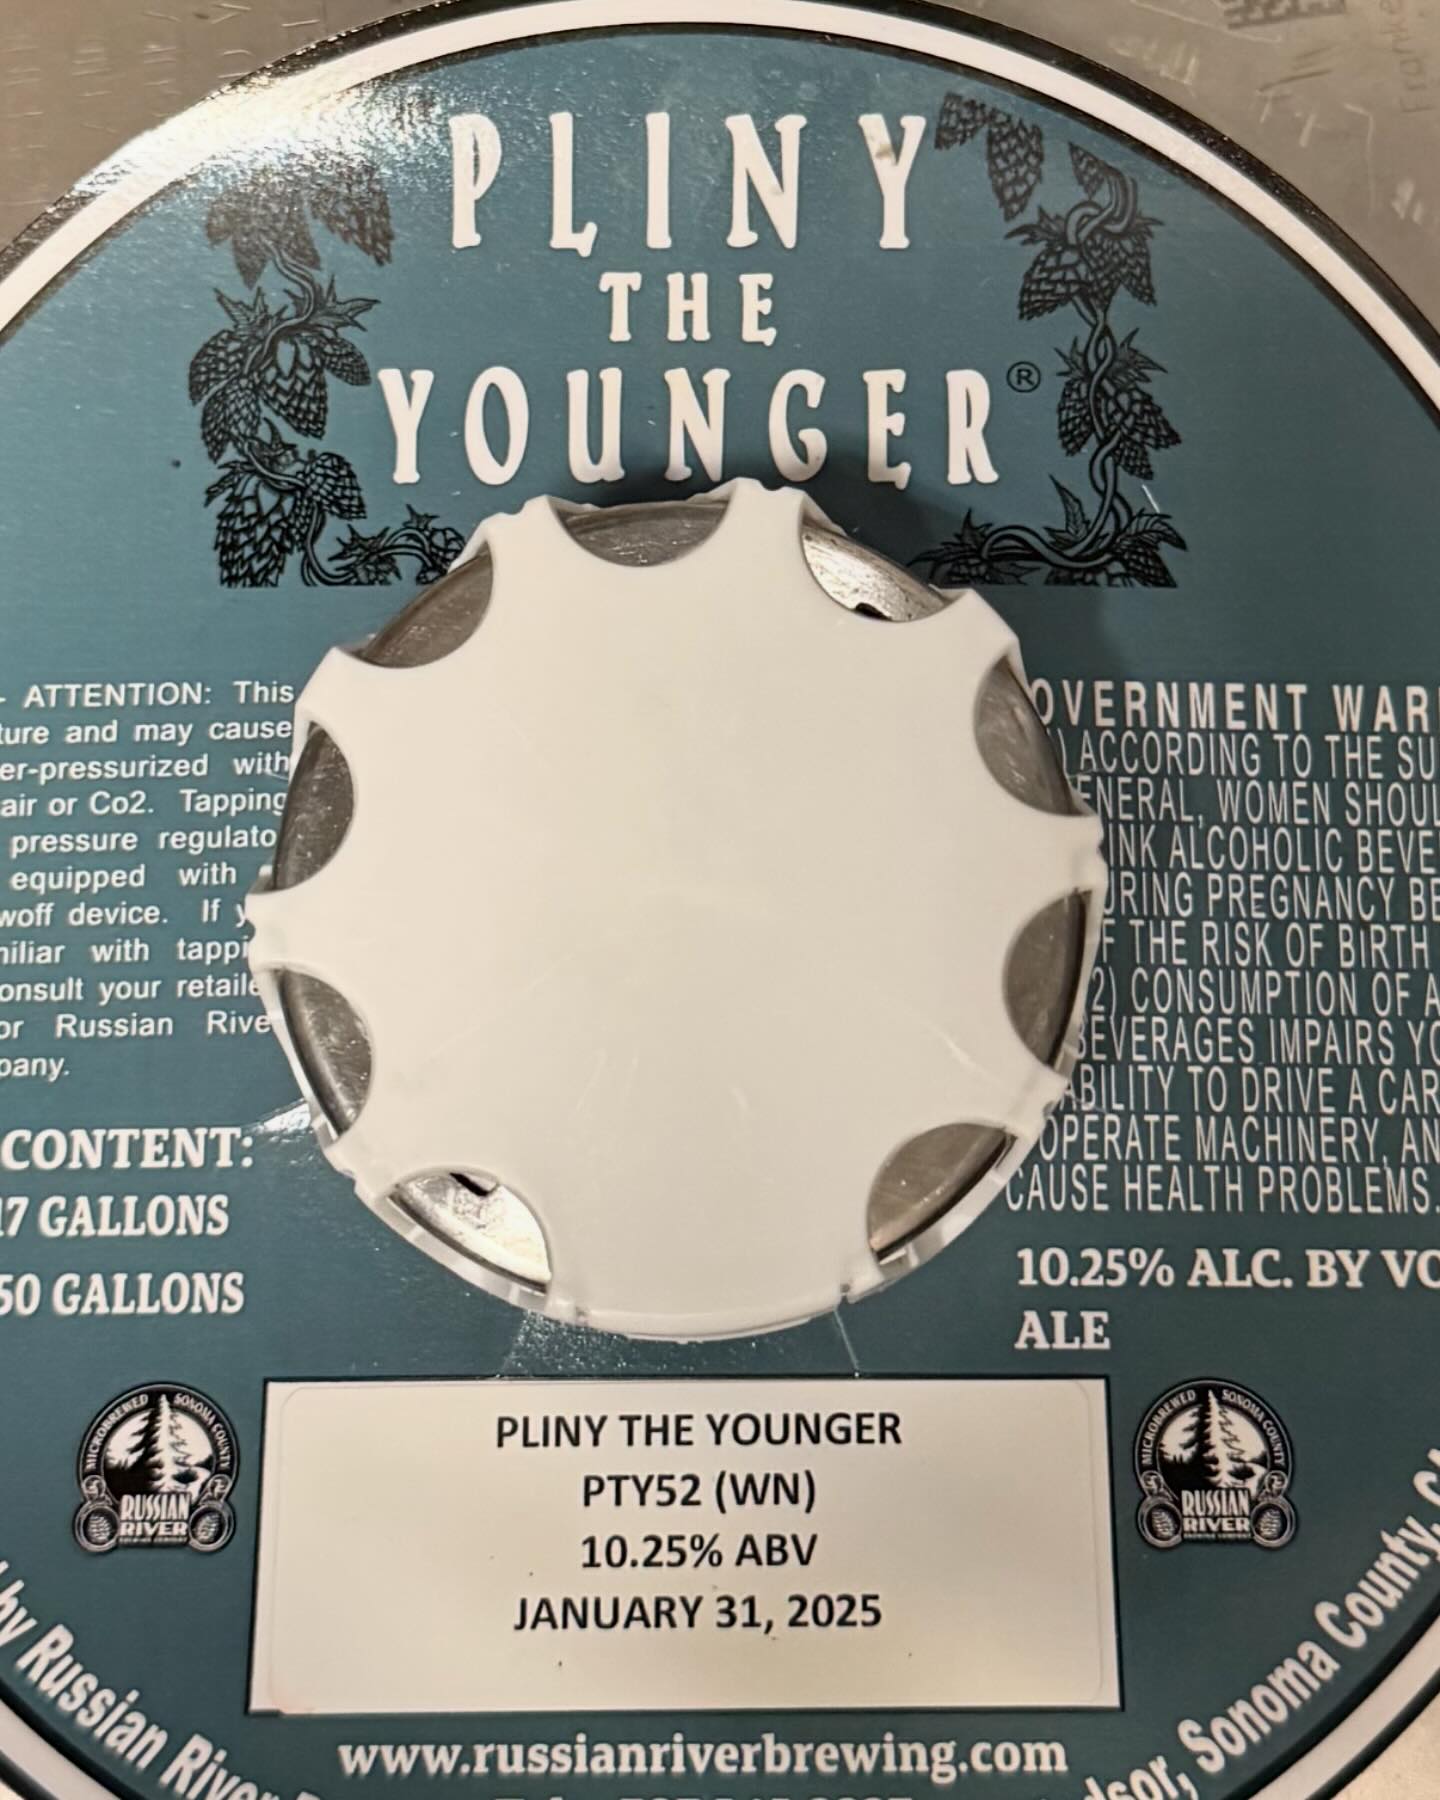 PLINY
THE
YOUNGER®
- ATTENTION: This
ture and may cause
er-pressurized with
air or Co2. Tapping
pressure regulato
equipped with
woff device. If y
miliar with tappi
onsult your retaile
or Russian Rive
pany.
CONTENT:
17 GALLONS
50 GALLONS
OVERNMENT WAR
) ACCORDING TO THE SU
ENERAL, WOMEN SHOUL
INK ALCOHOLIC BEVE
URING PREGNANCY BE
F THE RISK OF BIRTH
2) CONSUMPTION OF A
BEVERAGES IMPAIRS YO
ABILITY TO DRIVE A CAR
OPERATE MACHINERY, AN
CAUSE HEALTH PROBLEMS.
10.25% ALC. BY VO
ALE
MICROBREWED SONOMA COUNTY
RUSSIAN
RIVER
PLINY THE YOUNGER
PTY52 (WN)
10.25% ABV
JANUARY 31, 2025
MICROBREWED SONOMA COUNTY
RUSSIAN
RIVER
www.russianriverbrewing.com
by Russian River
dsor, Sonoma County, CA